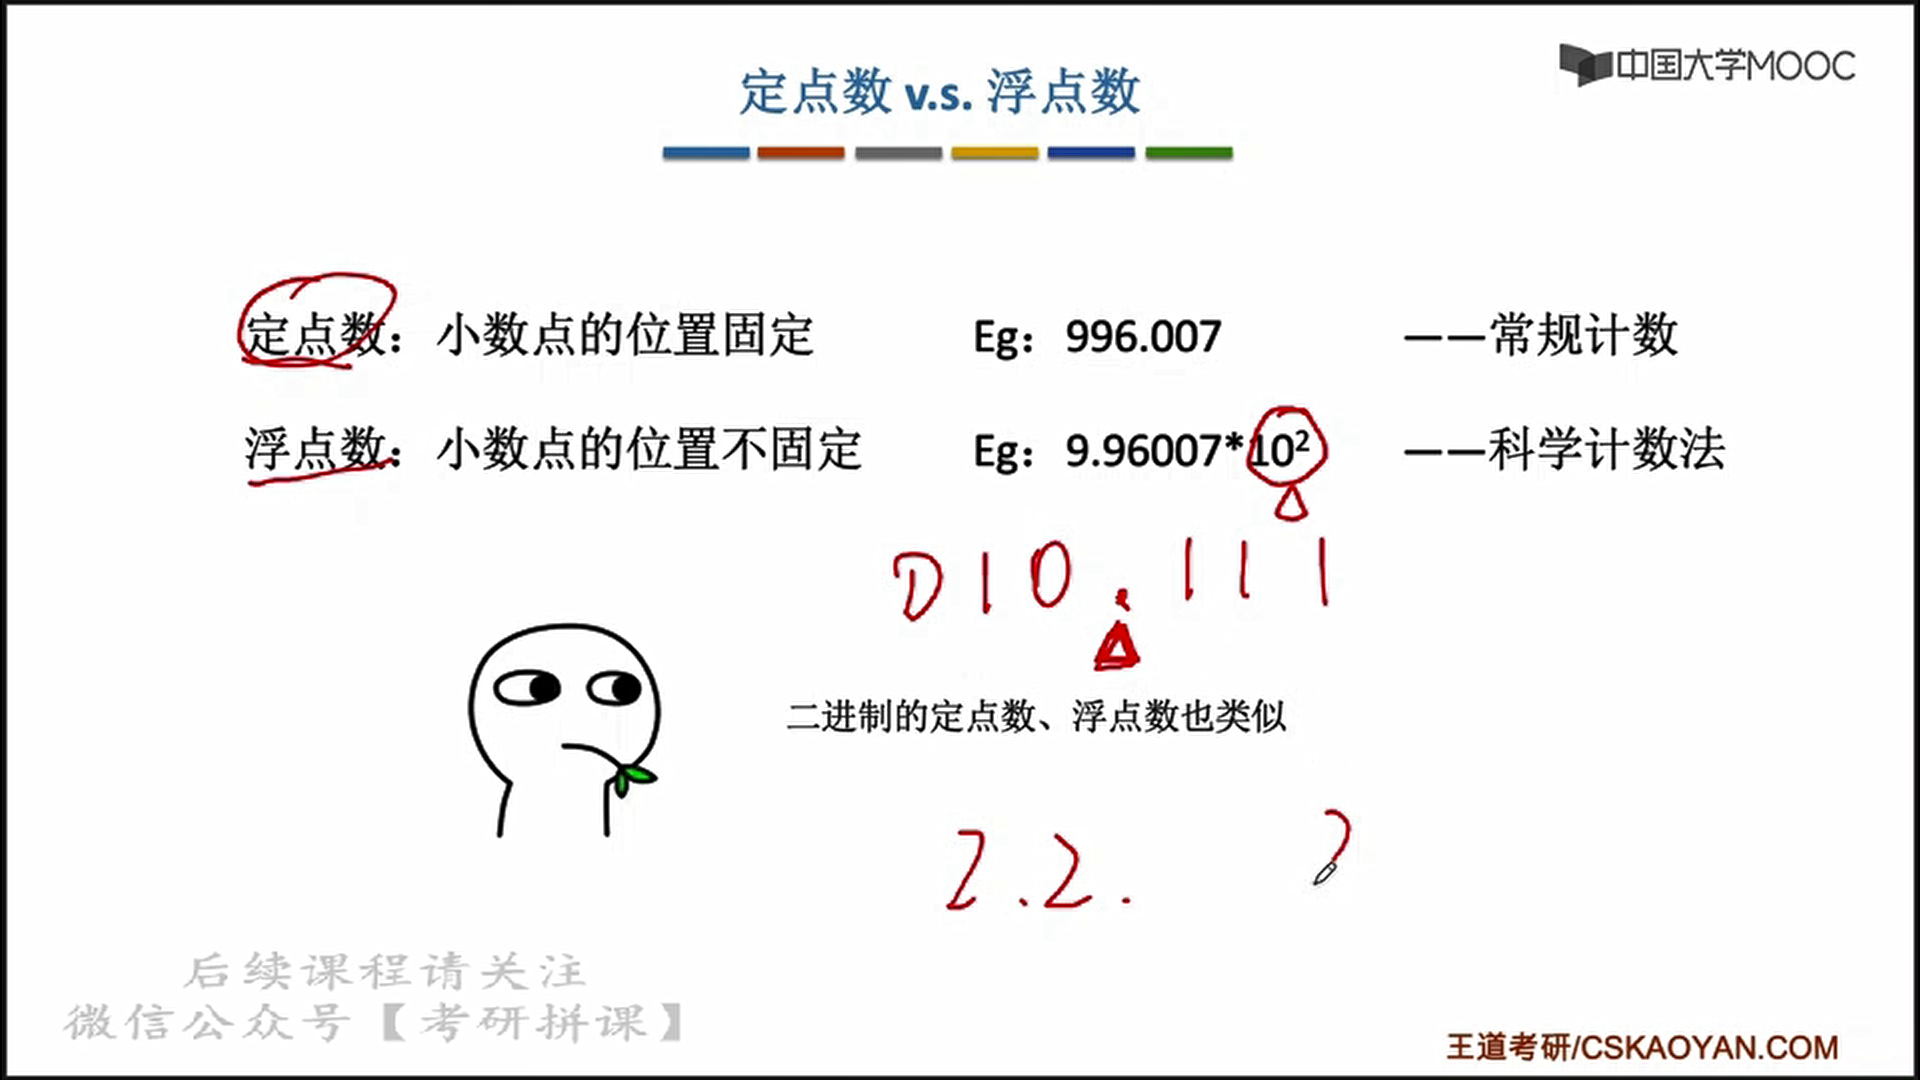 中国大学MOOC
定点数 v.s. 浮点数
定点数：小数点的位置固定 Eg：996.007 ——常规计数
浮点数：小数点的位置不固定 Eg：9.96007*10² ——科学计数法
010.111
二进制的定点数、浮点数也类似
2.2.
后续课程请关注
微信公众号【考研拼课】
王道考研/CSKAOYAN.COM